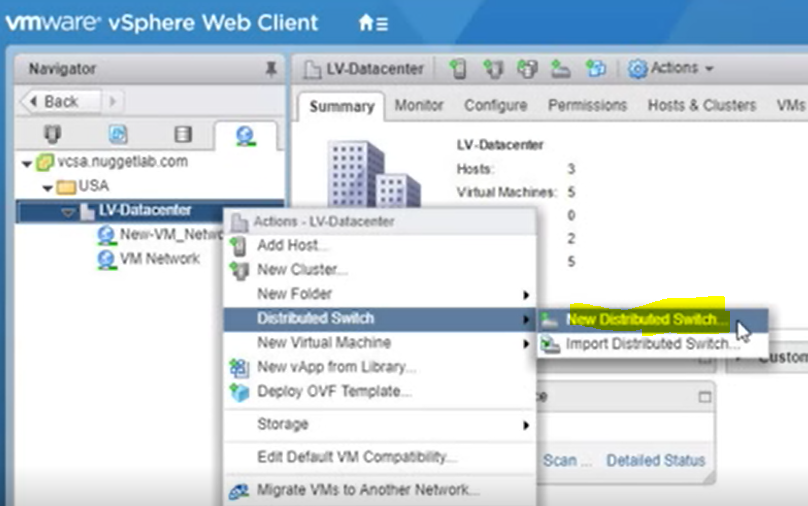 vmware® vSphere Web Client
Navigator
Back
vcsa.nuggetlab.com
USA
LV-Datacenter
New-VM_Netwo
VM Network
LV-Datacenter
Actions
Summary Monitor Configure Permissions Hosts & Clusters VMs
LV-Datacenter
Hosts: 3
Virtual Machines: 5
0
2
5
Actions - LV-Datacenter
Add Host...
New Cluster...
New Folder
Distributed Switch
New Virtual Machine
New vApp from Library...
Deploy OVF Template...
Storage
Edit Default VM Compatibility...
Migrate VMs to Another Network...
New Distributed Switch...
Import Distributed Switch...
Custom
ce
Scan ... Detailed Status